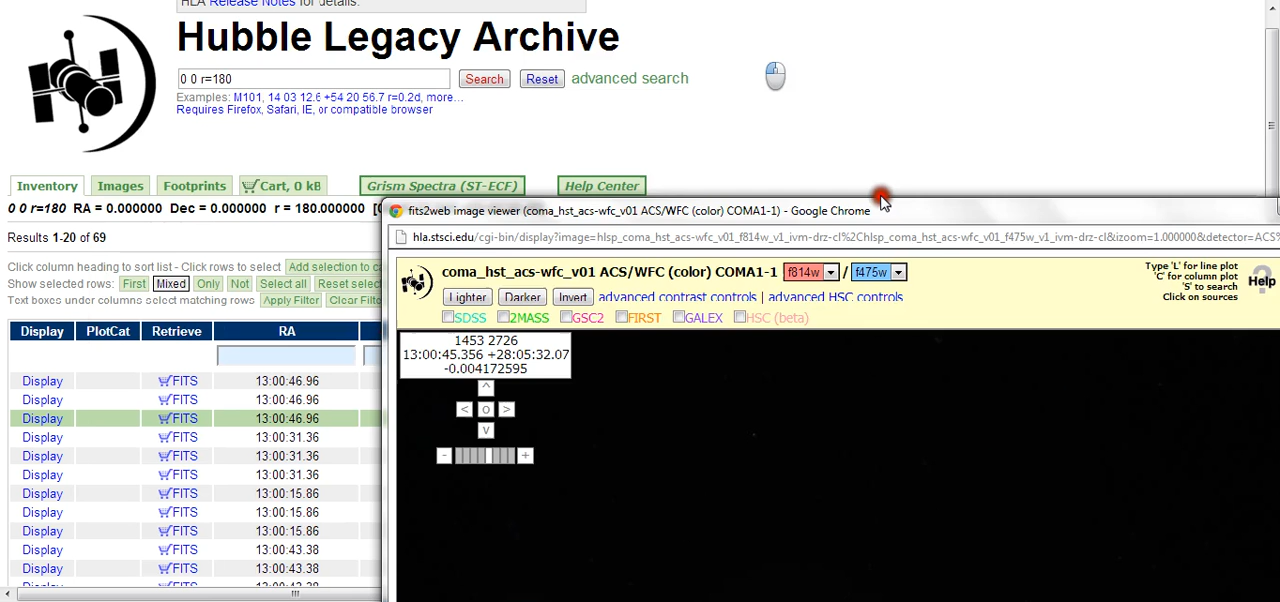 HLA Release Notes for details.
Hubble Legacy Archive
0 0 r=180 Search Reset advanced search
Examples: M101, 14 03 12.6 +54 20 56.7 r=0.2d, more...
Requires Firefox, Safari, IE, or compatible browser
Inventory Images Footprints Cart, 0 kB Grism Spectra (ST-ECF) Help Center
0 0 r=180 RA = 0.000000 Dec = 0.000000 r = 180.000000
Results 1-20 of 69
Click column heading to sort list - Click rows to select Add selection to ca
Show selected rows: First Mixed Only Not Select all Reset selec
Text boxes under columns select matching rows Apply Filter Clear Filte
Display PlotCat Retrieve RA
Display FITS 13:00:46.96
Display FITS 13:00:46.96
Display FITS 13:00:46.96
Display FITS 13:00:31.36
Display FITS 13:00:31.36
Display FITS 13:00:31.36
Display FITS 13:00:15.86
Display FITS 13:00:15.86
Display FITS 13:00:15.86
Display FITS 13:00:43.38
Display FITS 13:00:43.38
fits2web image viewer (coma_hst_acs-wfc_v01 ACS/WFC (color) COMA1-1) - Google Chrome
hla.stsci.edu/cgi-bin/display?image=hlsp_coma_hst_acs-wfc_v01_f814w_v1_ivm-drz-cl%2Chlsp_coma_hst_acs-wfc_v01_f475w_v1_ivm-drz-cl&izoom=1.000000&detector=ACS%
coma_hst_acs-wfc_v01 ACS/WFC (color) COMA1-1 f814w / f475w
Lighter Darker Invert advanced contrast controls | advanced HSC controls
SDSS 2MASS GSC2 FIRST GALEX HSC (beta)
Type 'L' for line plot
'C' for column plot
'S' to search
Click on sources
Help
?
1453 2726
13:00:45.356 +28:05:32.07
-0.004172595
^
< o >
v
- +